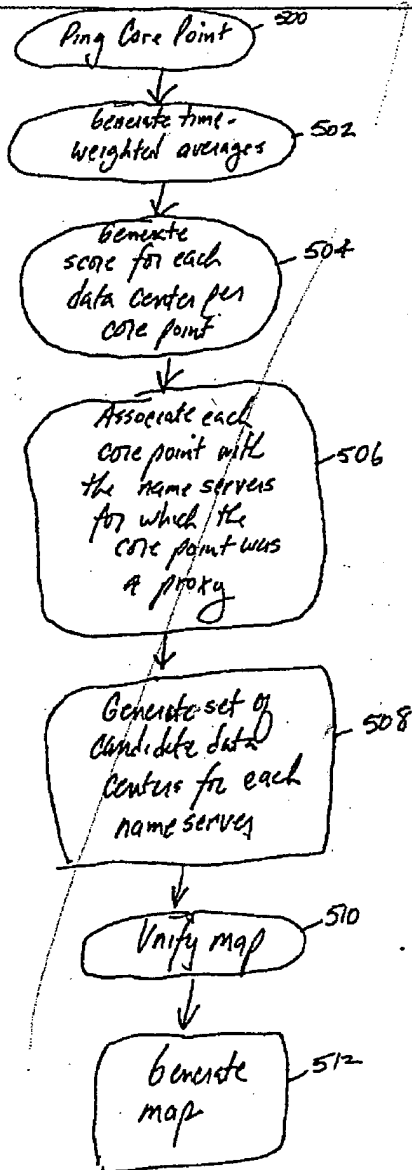 Ping Core Point
500
Generate time-
weighted averages
502
Generate
score for each
data center per
core point
504
Associate each
core point with
the name servers
for which the
core point was
a proxy
506
Generate set of
candidate data
centers for each
name server
508
Unify map
510
Generate
map
512